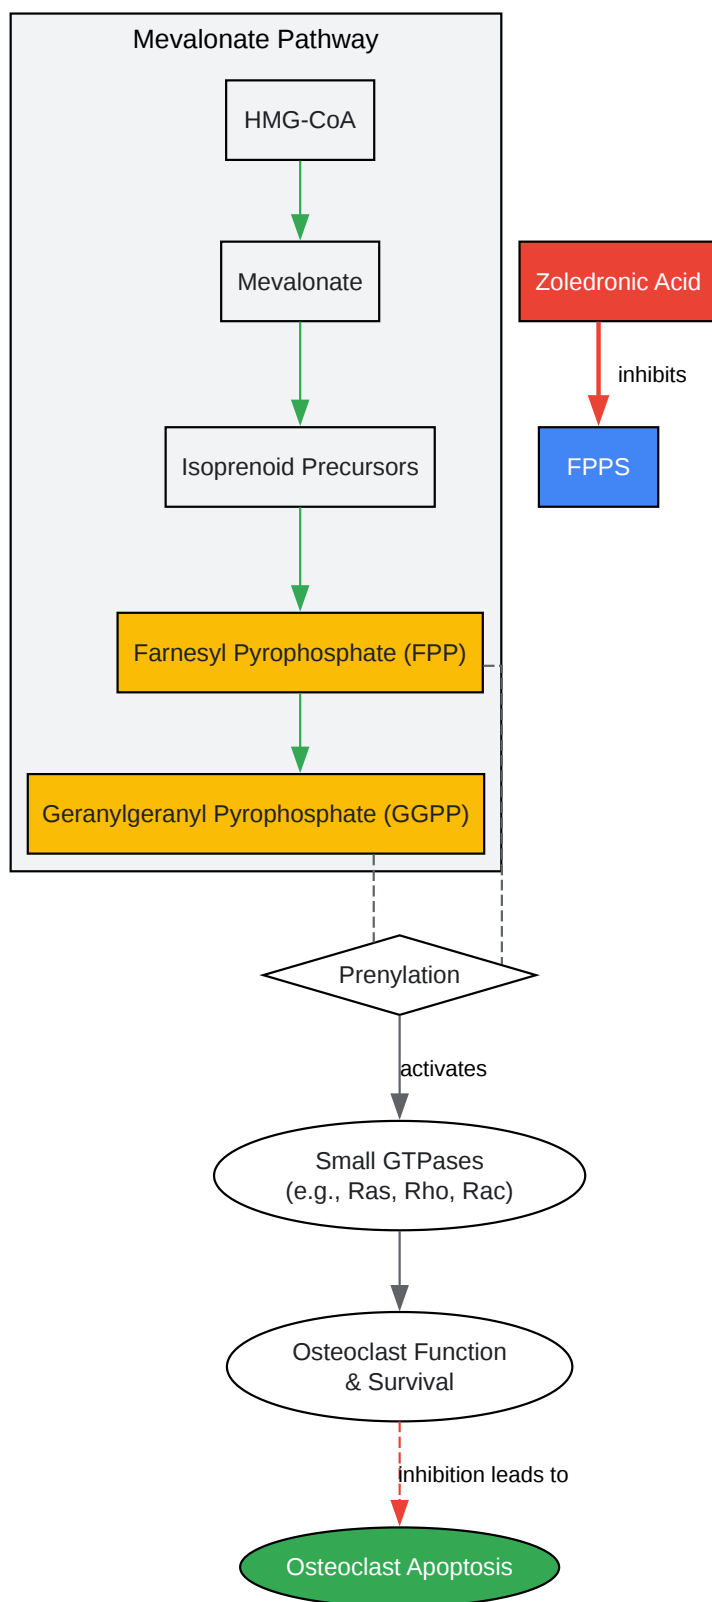 Mevalonate Pathway
HMG-CoA
Mevalonate
Zoledronic Acid
inhibits
Isoprenoid Precursors
FPPS
Farnesyl Pyrophosphate (FPP)
Geranylgeranyl Pyrophosphate (GGPP)
Prenylation
activates
Small GTPases
(e.g., Ras, Rho, Rac)
Osteoclast Function
& Survival
inhibition leads to
Osteoclast Apoptosis